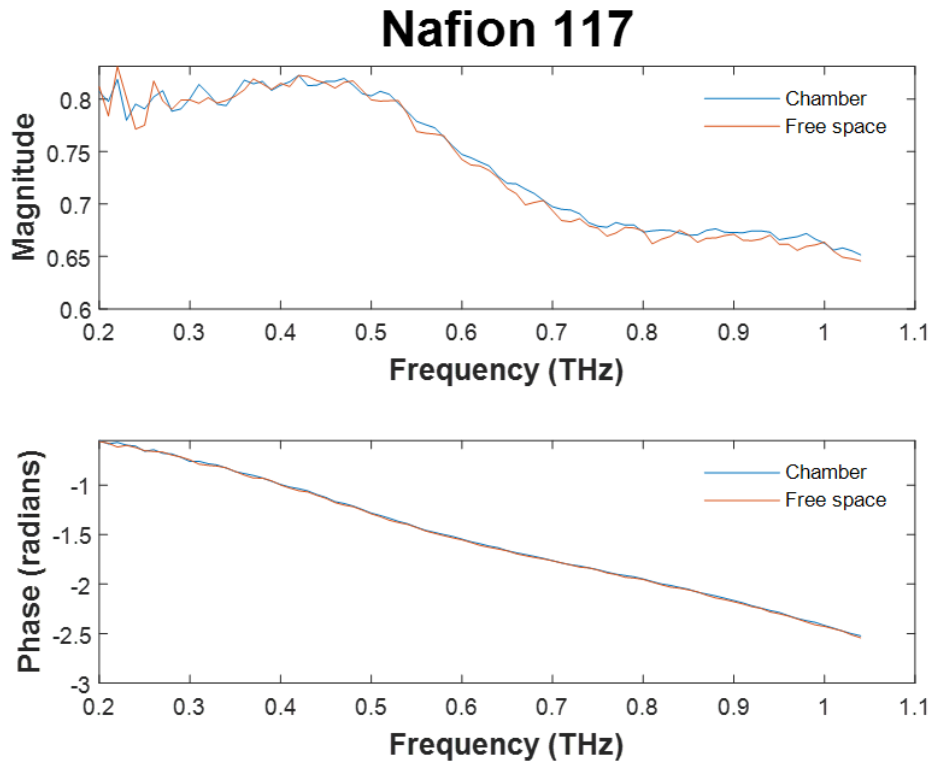 Nafion 117
Magnitude
0.8
0.75
0.7
0.65
0.6
Chamber
Free space
0.2 0.3 0.4 0.5 0.6 0.7 0.8 0.9 1 1.1
Frequency (THz)
Phase (radians)
-1
-1.5
-2
-2.5
-3
Chamber
Free space
0.2 0.3 0.4 0.5 0.6 0.7 0.8 0.9 1 1.1
Frequency (THz)